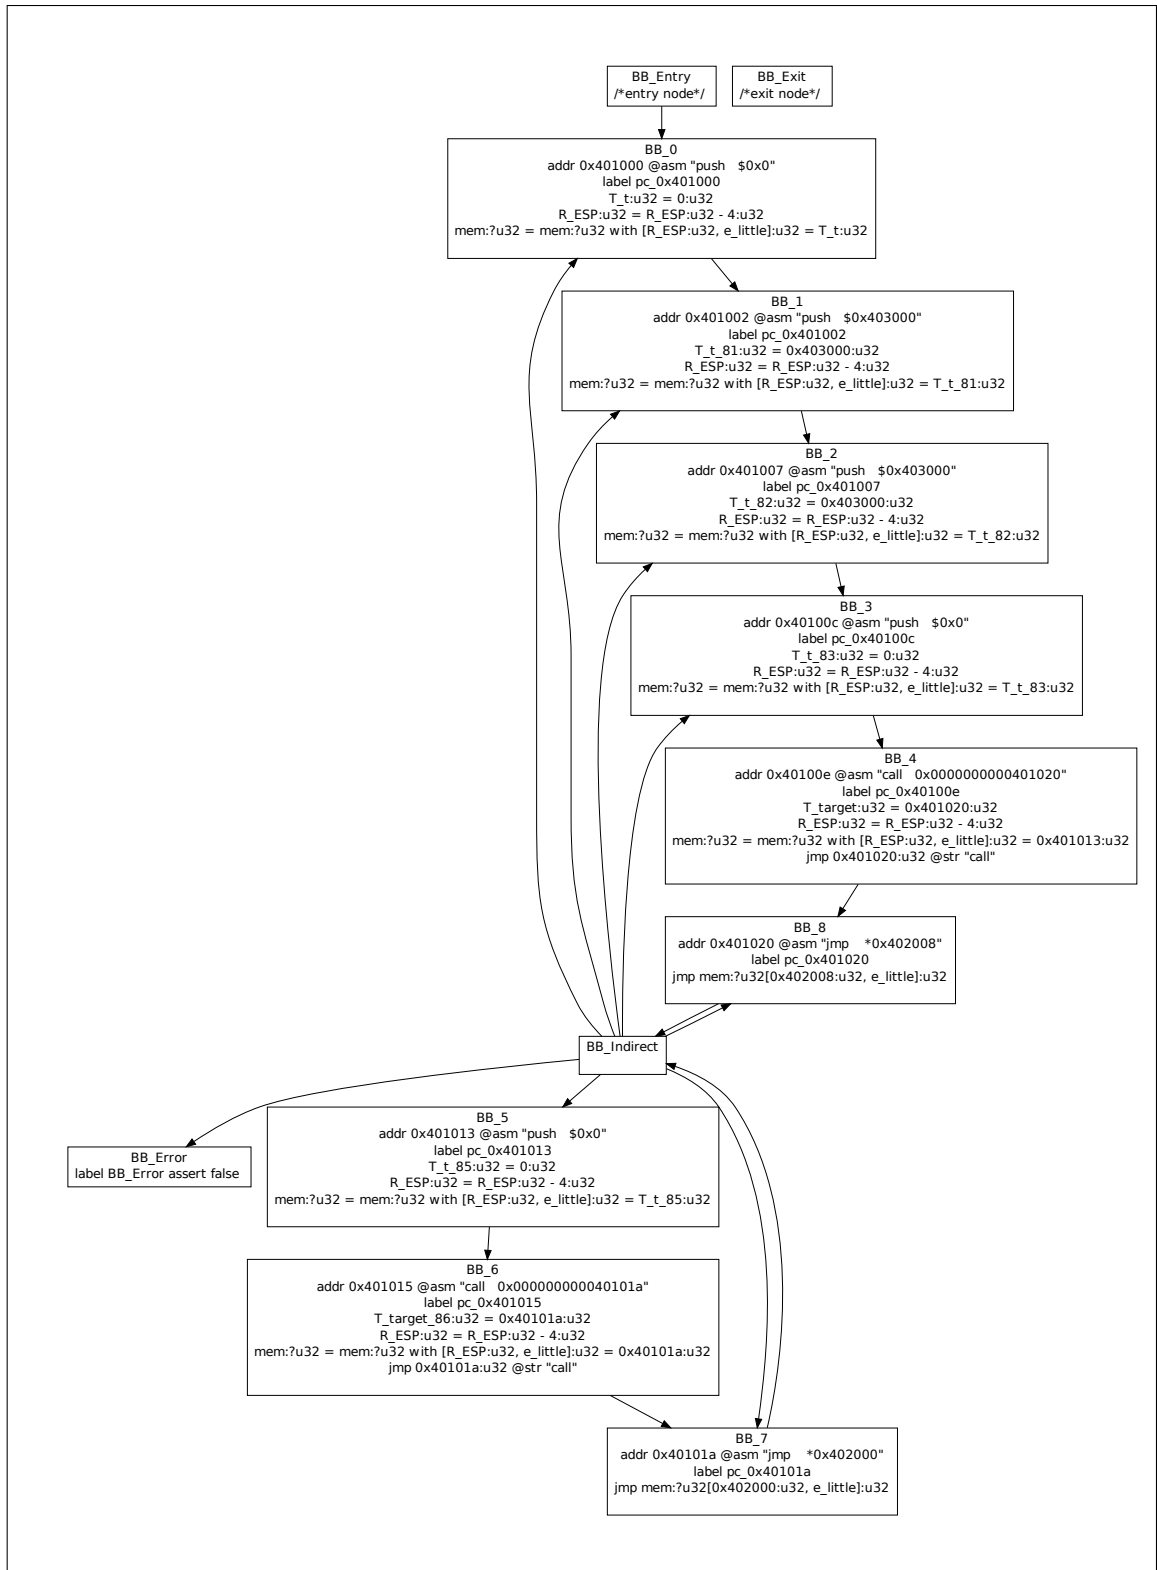 BB_Entry
/*entry node*/
BB_Exit
/*exit node*/
BB_0
addr 0x401000 @asm "push   $0x0"
label pc_0x401000
T_t:u32 = 0:u32
R_ESP:u32 = R_ESP:u32 - 4:u32
mem:?u32 = mem:?u32 with [R_ESP:u32, e_little]:u32 = T_t:u32
BB_1
addr 0x401002 @asm "push   $0x403000"
label pc_0x401002
T_t_81:u32 = 0x403000:u32
R_ESP:u32 = R_ESP:u32 - 4:u32
mem:?u32 = mem:?u32 with [R_ESP:u32, e_little]:u32 = T_t_81:u32
BB_2
addr 0x401007 @asm "push   $0x403000"
label pc_0x401007
T_t_82:u32 = 0x403000:u32
R_ESP:u32 = R_ESP:u32 - 4:u32
mem:?u32 = mem:?u32 with [R_ESP:u32, e_little]:u32 = T_t_82:u32
BB_3
addr 0x40100c @asm "push   $0x0"
label pc_0x40100c
T_t_83:u32 = 0:u32
R_ESP:u32 = R_ESP:u32 - 4:u32
mem:?u32 = mem:?u32 with [R_ESP:u32, e_little]:u32 = T_t_83:u32
BB_4
addr 0x40100e @asm "call   0x0000000000401020"
label pc_0x40100e
T_target:u32 = 0x401020:u32
R_ESP:u32 = R_ESP:u32 - 4:u32
mem:?u32 = mem:?u32 with [R_ESP:u32, e_little]:u32 = 0x401013:u32
jmp 0x401020:u32 @str "call"
BB_8
addr 0x401020 @asm "jmp    *0x402008"
label pc_0x401020
jmp mem:?u32[0x402008:u32, e_little]:u32
BB_Indirect
BB_Error
label BB_Error assert false
BB_5
addr 0x401013 @asm "push   $0x0"
label pc_0x401013
T_t_85:u32 = 0:u32
R_ESP:u32 = R_ESP:u32 - 4:u32
mem:?u32 = mem:?u32 with [R_ESP:u32, e_little]:u32 = T_t_85:u32
BB_6
addr 0x401015 @asm "call   0x000000000040101a"
label pc_0x401015
T_target_86:u32 = 0x40101a:u32
R_ESP:u32 = R_ESP:u32 - 4:u32
mem:?u32 = mem:?u32 with [R_ESP:u32, e_little]:u32 = 0x40101a:u32
jmp 0x40101a:u32 @str "call"
BB_7
addr 0x40101a @asm "jmp    *0x402000"
label pc_0x40101a
jmp mem:?u32[0x402000:u32, e_little]:u32